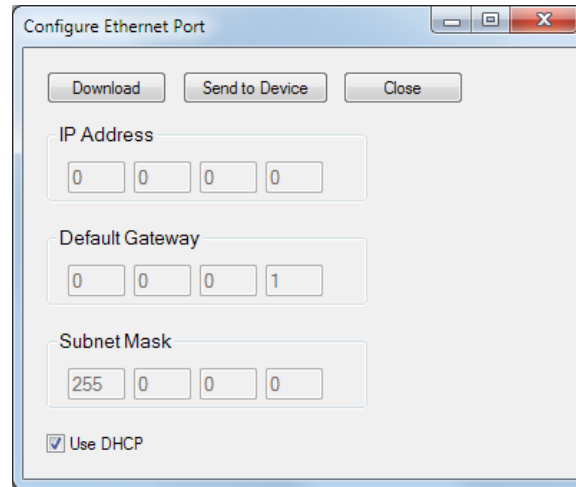 Configure Ethernet Port
Download Send to Device Close
IP Address
0 0 0 0
Default Gateway
0 0 0 1
Subnet Mask
255 0 0 0
Use DHCP